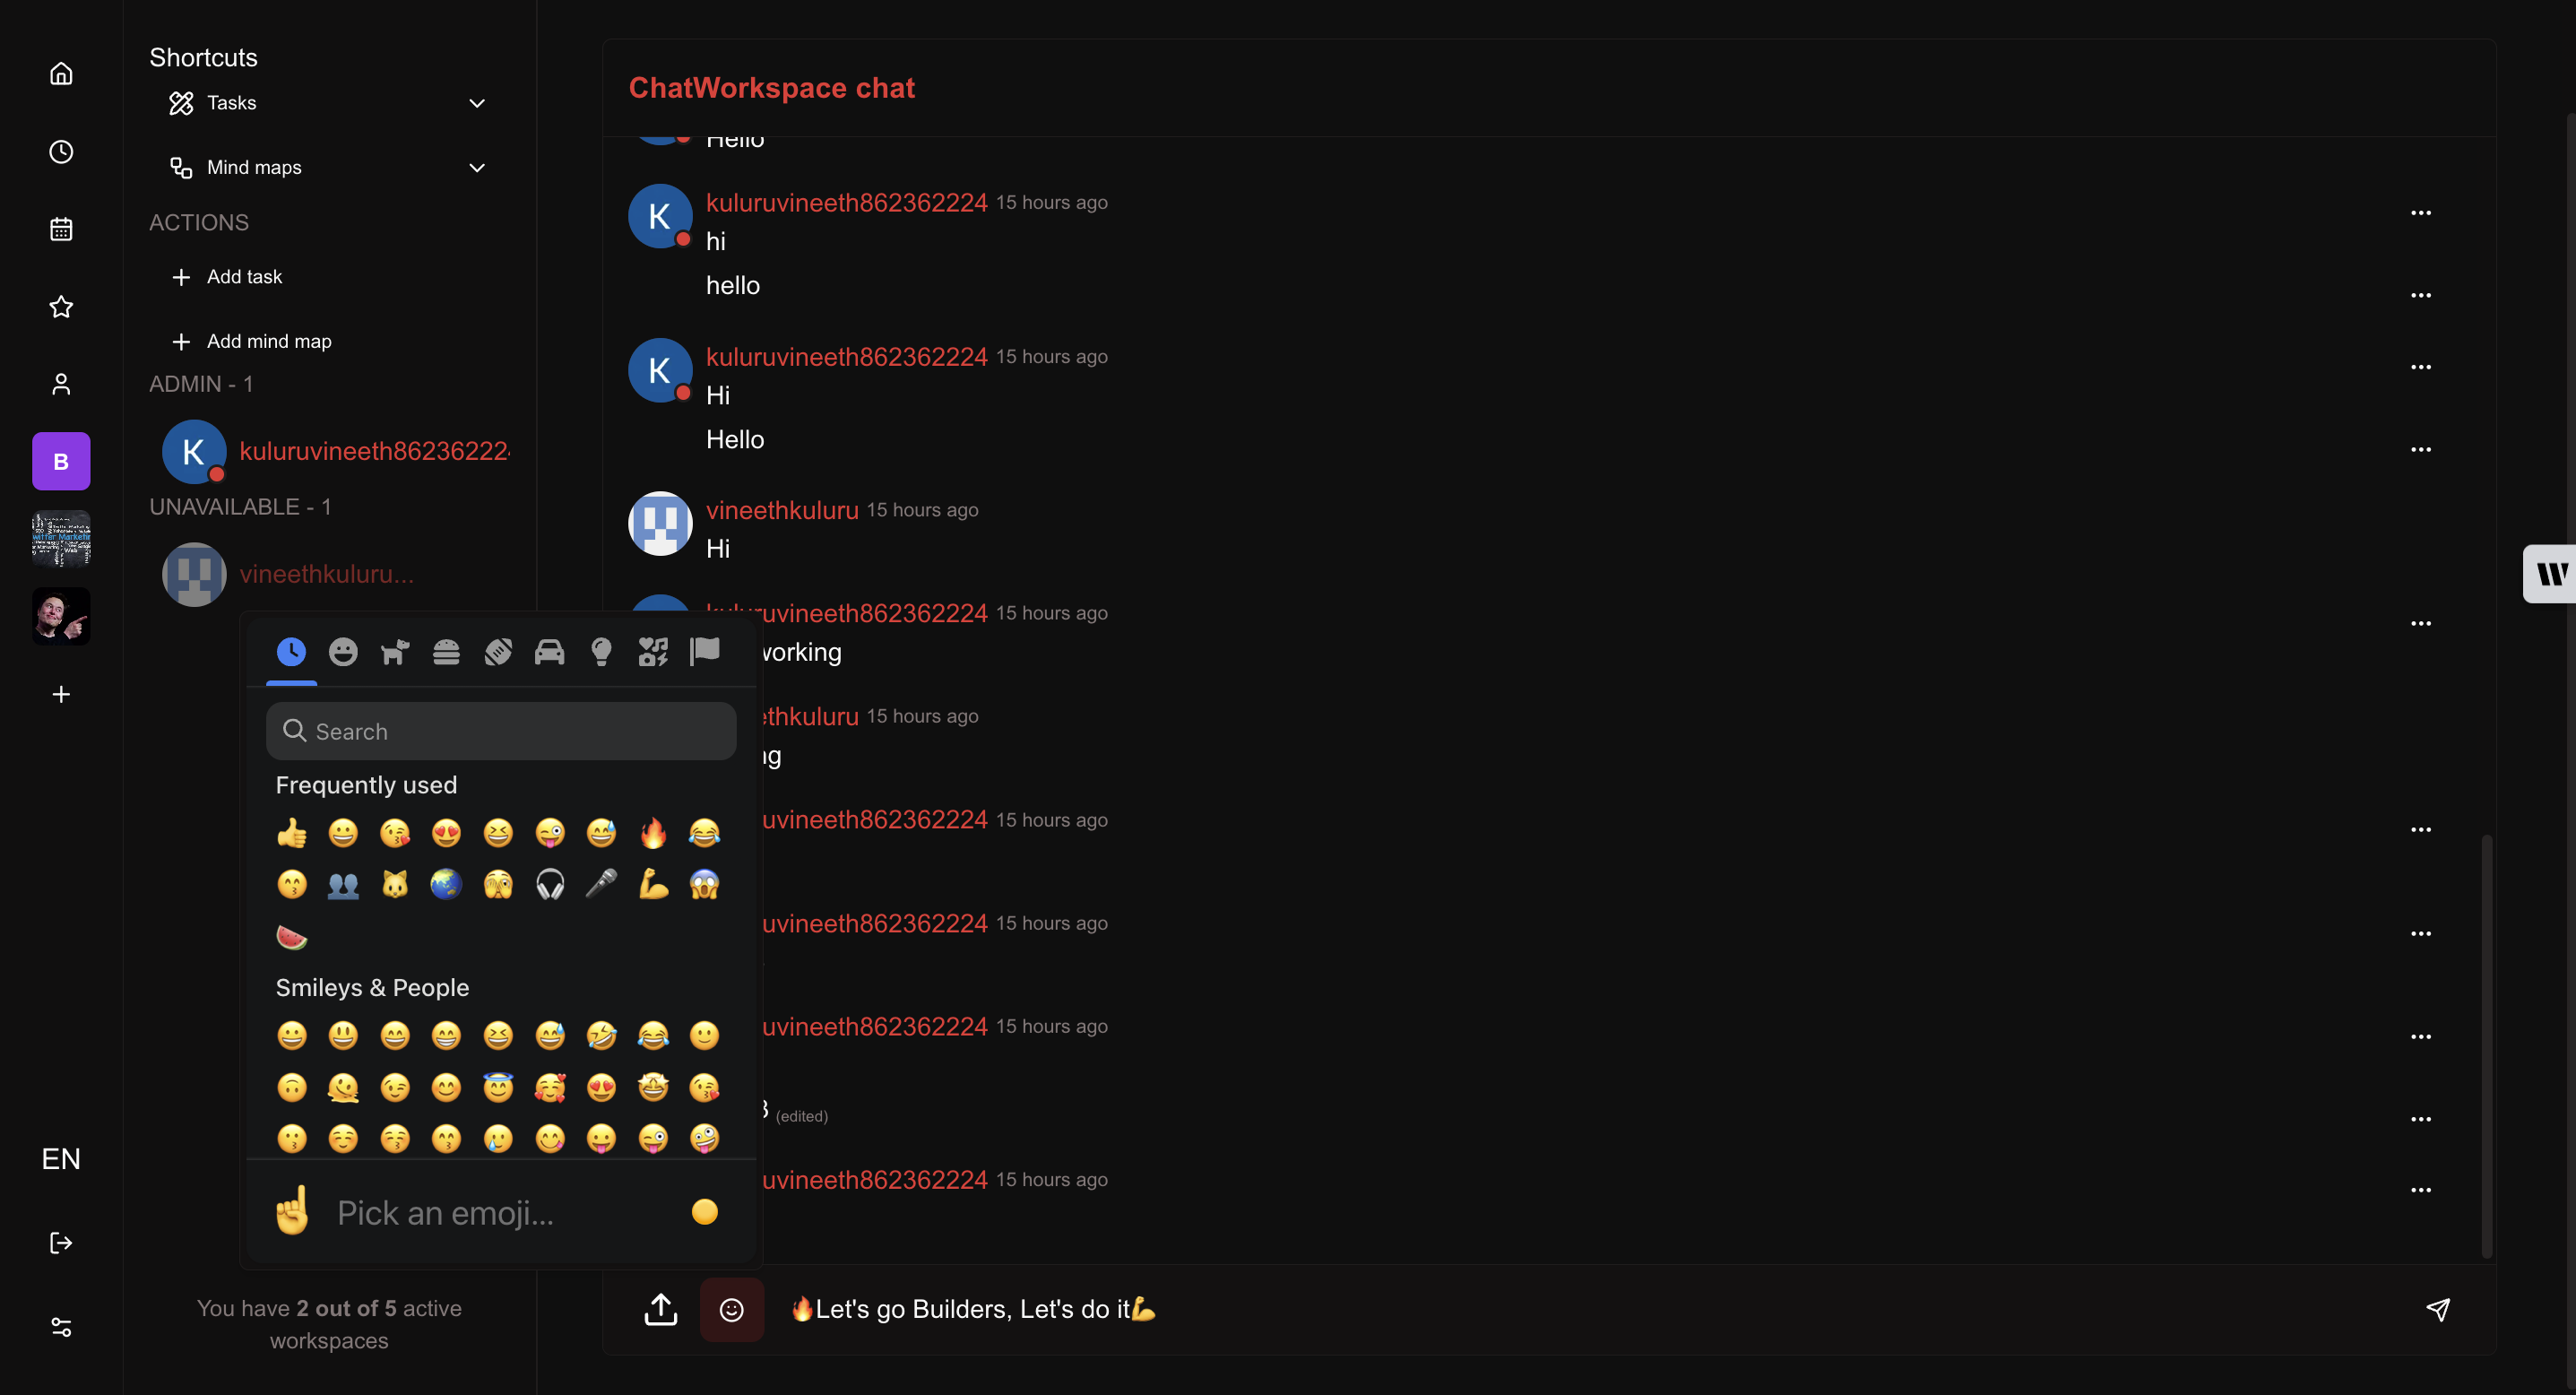 Shortcuts
Tasks
Mind maps
ACTIONS
Add task
Add mind map
ADMIN - 1
K
kuluruvineeth86236222
UNAVAILABLE - 1
vineethkuluru...
B
EN
You have 2 out of 5 active
workspaces
Search
Frequently used
Smileys & People
Pick an emoji...
ChatWorkspace chat
Hello
K
kuluruvineeth862362224 15 hours ago
hi
hello
K
kuluruvineeth862362224 15 hours ago
Hi
Hello
vineethkuluru 15 hours ago
Hi
kuluruvineeth862362224 15 hours ago
working
ethkuluru 15 hours ago
ng
uvineeth862362224 15 hours ago
uvineeth862362224 15 hours ago
uvineeth862362224 15 hours ago
(edited)
uvineeth862362224 15 hours ago
🔥Let's go Builders, Let's do it💪